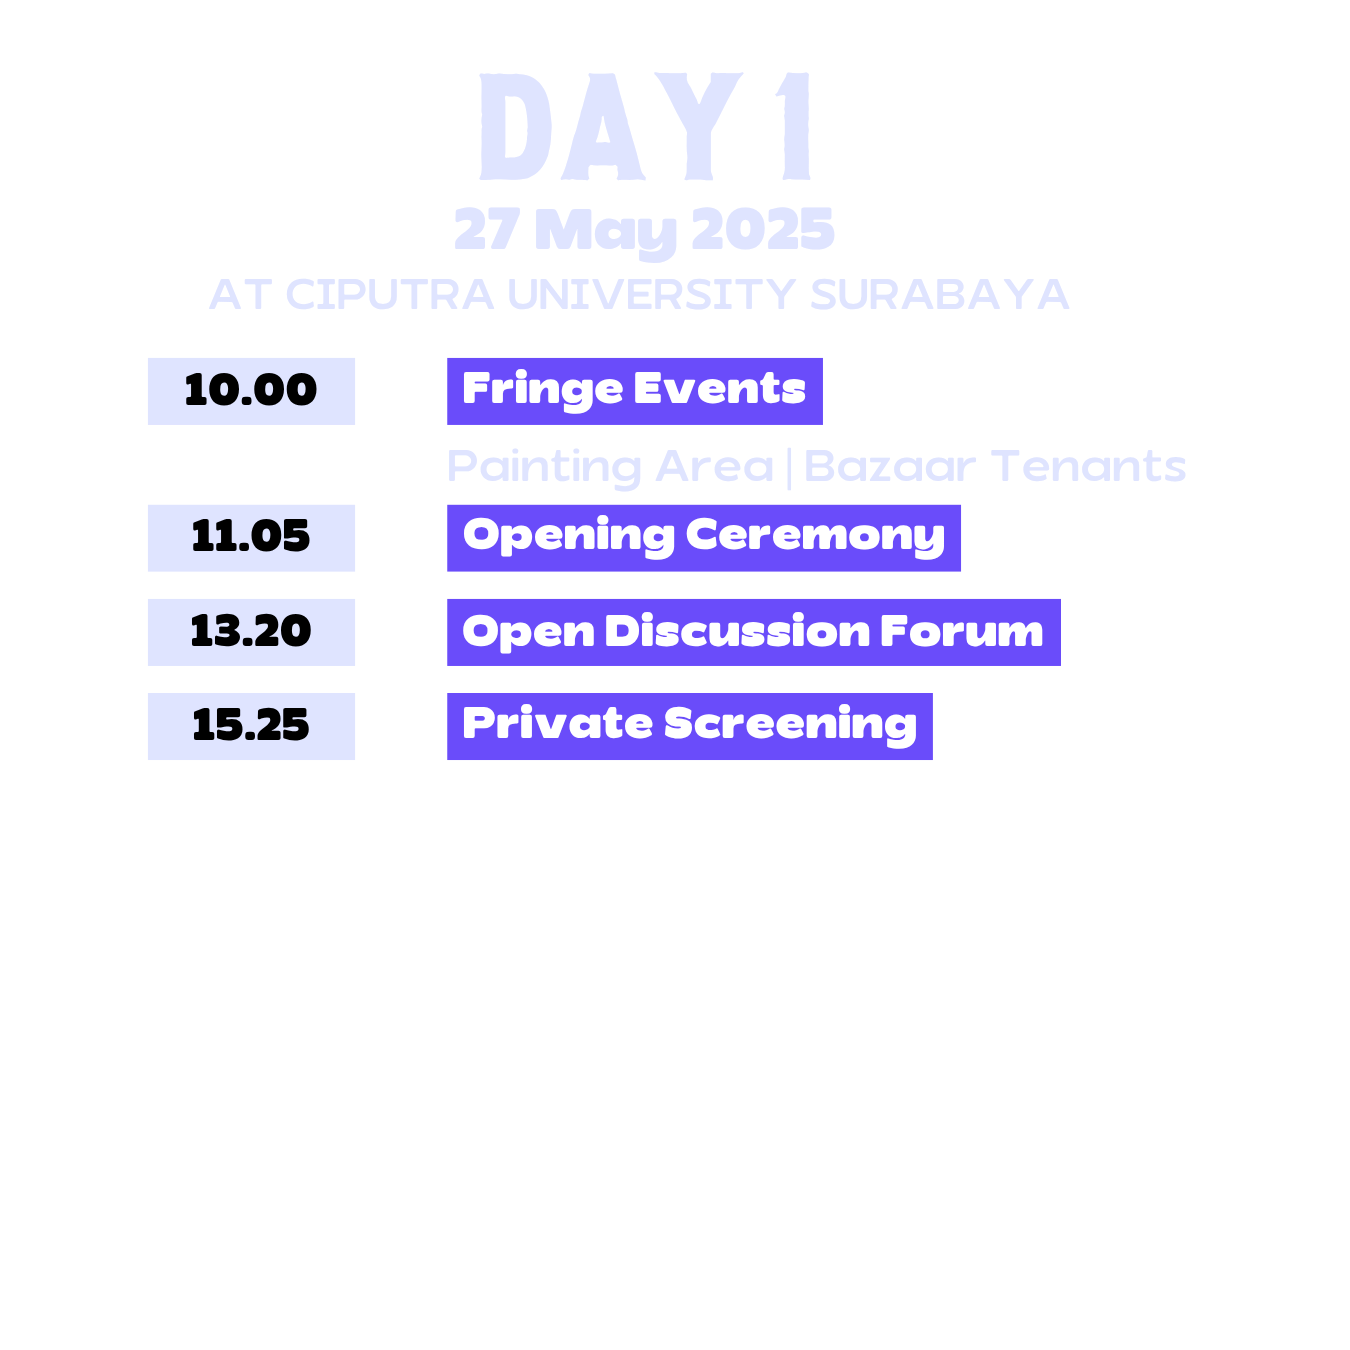 DAY 1
27 May 2025
AT CIPUTRA UNIVERSITY SURABAYA
10.00 Fringe Events
Painting Area | Bazaar Tenants
11.05 Opening Ceremony
13.20 Open Discussion Forum
15.25 Private Screening